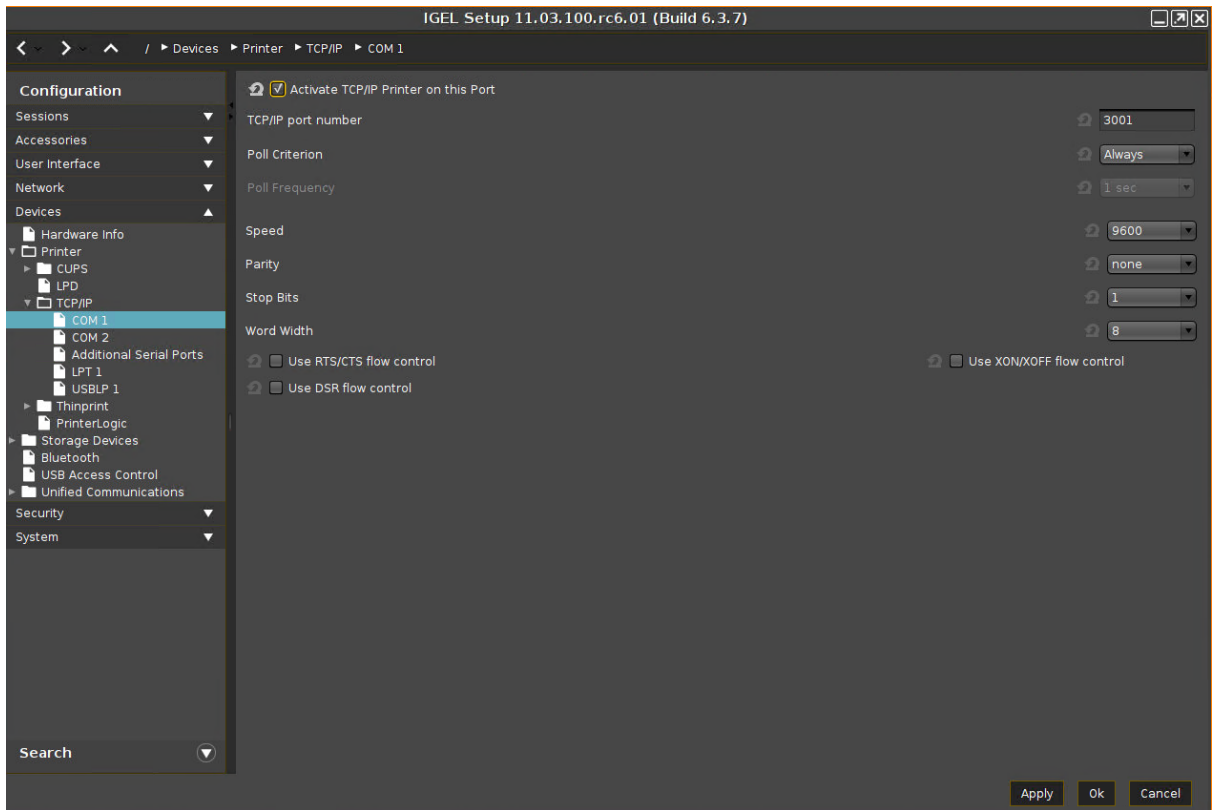 IGEL Setup 11.03.100.rc6.01 (Build 6.3.7)
/ Devices Printer TCP/IP COM 1
Configuration
Sessions
Accessories
User Interface
Network
Devices
Hardware Info
Printer
CUPS
LPD
TCP/IP
COM 1
COM 2
Additional Serial Ports
LPT 1
USBLP 1
Thinprint
PrinterLogic
Storage Devices
Bluetooth
USB Access Control
Unified Communications
Security
System
Search
Activate TCP/IP Printer on this Port
TCP/IP port number 3001
Poll Criterion Always
Poll Frequency 1 sec
Speed 9600
Parity none
Stop Bits 1
Word Width 8
Use RTS/CTS flow control Use XON/XOFF flow control
Use DSR flow control
Apply Ok Cancel